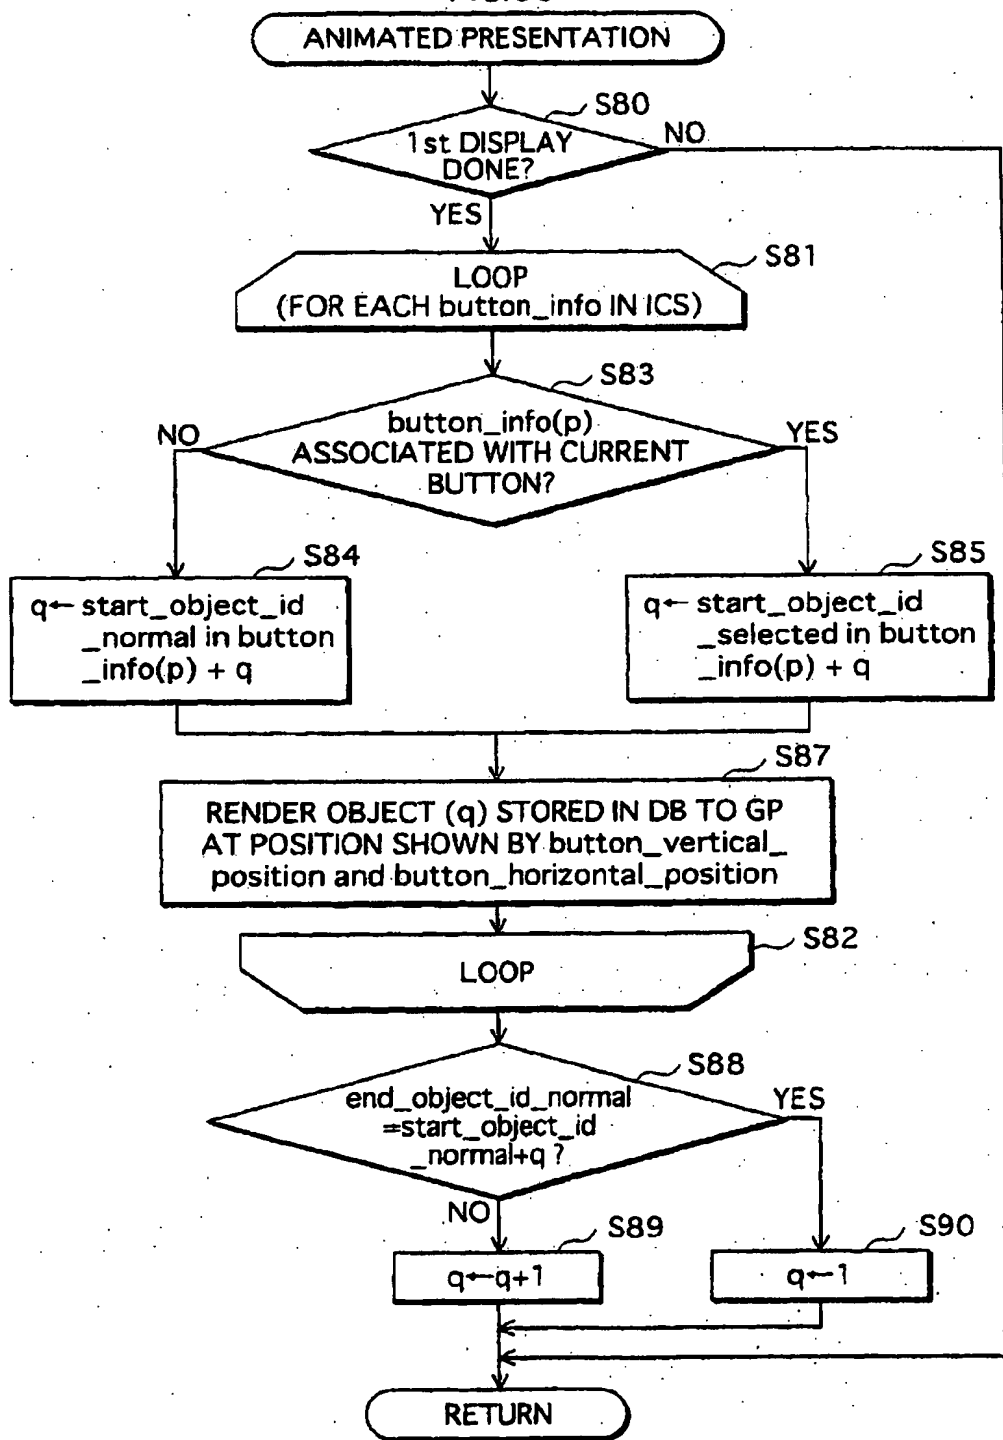 ANIMATED PRESENTATION
S80
1st DISPLAY
DONE?
NO
YES
S81
LOOP
(FOR EACH button_info IN ICS)
S83
button_info(p)
ASSOCIATED WITH CURRENT
BUTTON?
NO
YES
S84
q← start_object_id
_normal in button
_info(p) + q
S85
q← start_object_id
_selected in button
_info(p) + q
S87
RENDER OBJECT (q) STORED IN DB TO GP
AT POSITION SHOWN BY button_vertical_
position and button_horizontal_position
S82
LOOP
S88
end_object_id_normal
=start_object_id
_normal+q ?
YES
NO
S89
q←q+1
S90
q←1
RETURN